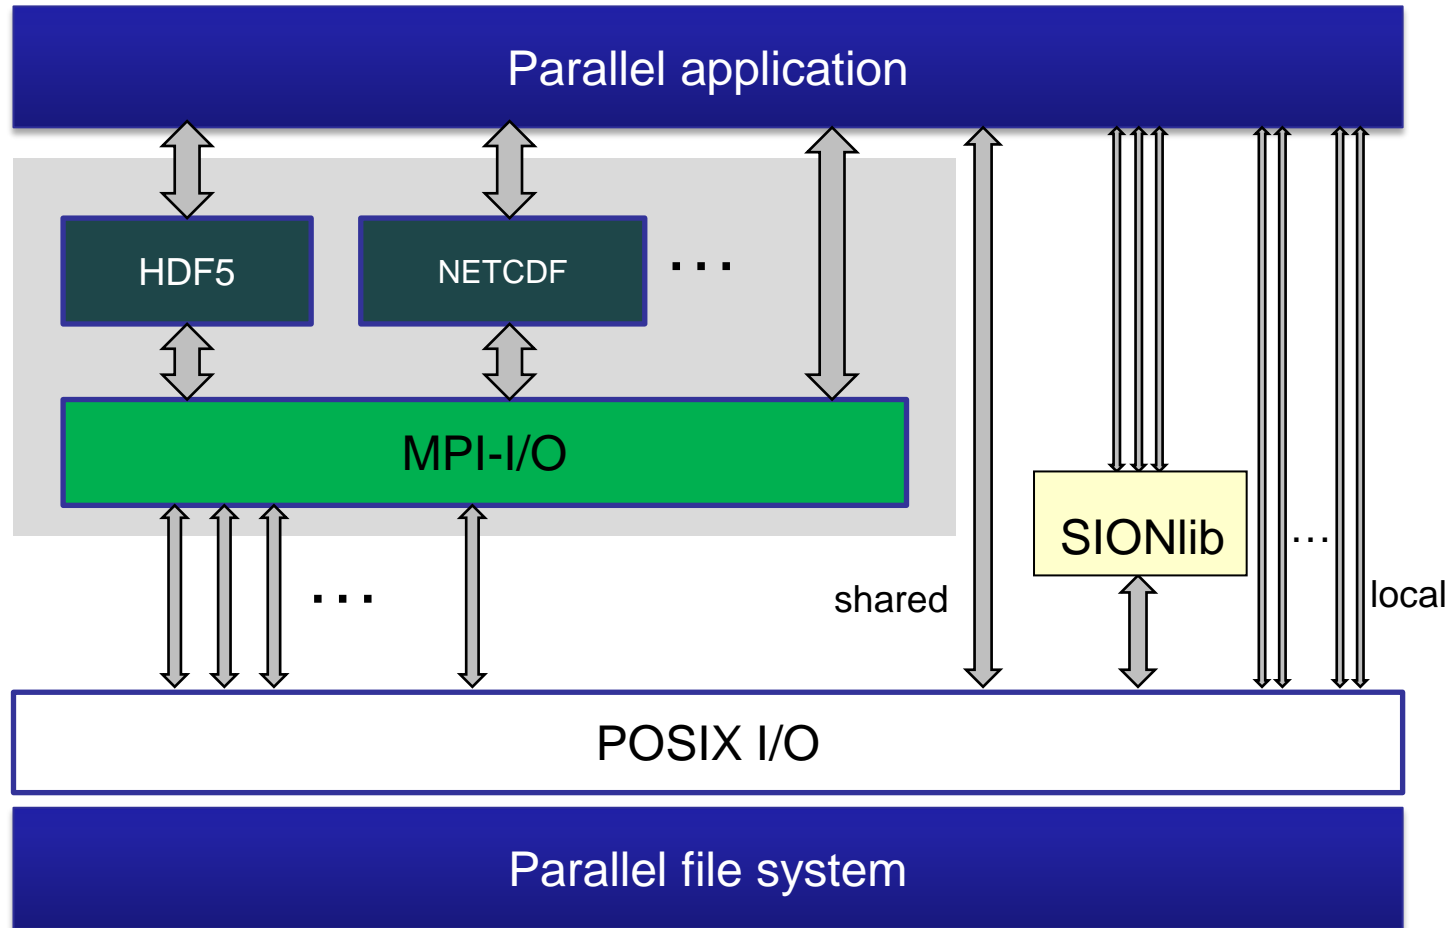 Parallel application
HDF5
NETCDF
...
MPI-I/O
SIONlib
...
...
shared
local
POSIX I/O
Parallel file system